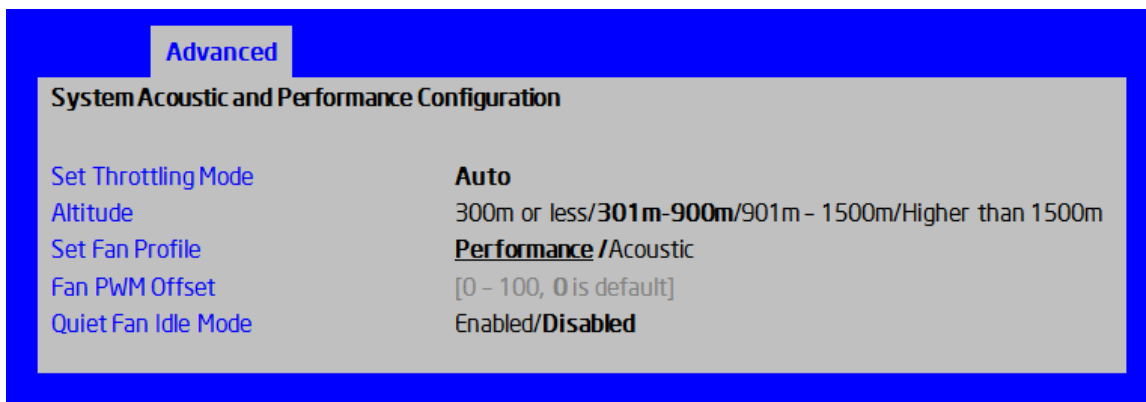 Advanced
System Acoustic and Performance Configuration
Set Throttling Mode Auto
Altitude 300m or less/301m-900m/901m – 1500m/Higher than 1500m
Set Fan Profile Performance /Acoustic
Fan PWM Offset [0 – 100, 0 is default]
Quiet Fan Idle Mode Enabled/Disabled